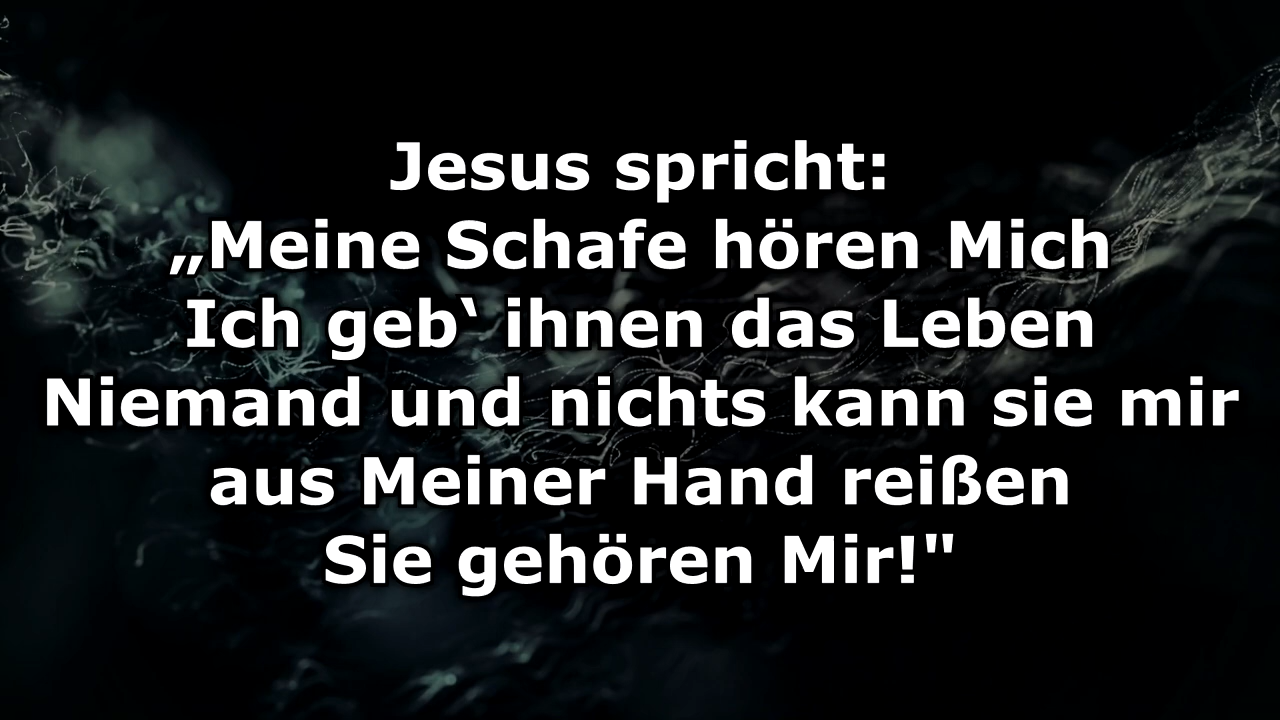 Jesus spricht:
„Meine Schafe hören Mich
Ich geb‘ ihnen das Leben
Niemand und nichts kann sie mir
aus Meiner Hand reißen
Sie gehören Mir!"